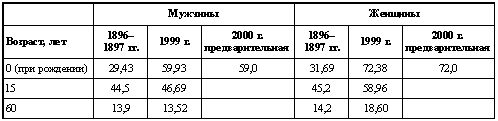 Мужчины Женщины
Возраст, лет 1896– 1897 гг. 1999 г. 2000 г. предварительная 1896– 1897 гг. 1999 г. 2000 г. предварительная
0 (при рождении) 29,43 59,93 59,0 31,69 72,38 72,0
15 44,5 46,69 45,2 58,96
60 13,9 13,52 14,2 18,60